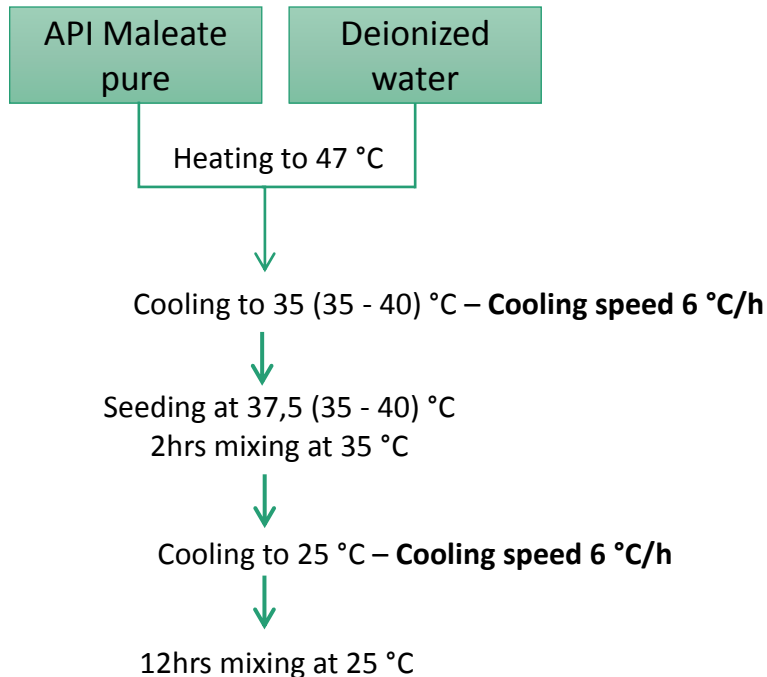 API Maleate
pure
Deionized
water
Heating to 47 °C
Cooling to 35 (35 - 40) °C – Cooling speed 6 °C/h
Seeding at 37,5 (35 - 40) °C
2hrs mixing at 35 °C
Cooling to 25 °C – Cooling speed 6 °C/h
12hrs mixing at 25 °C